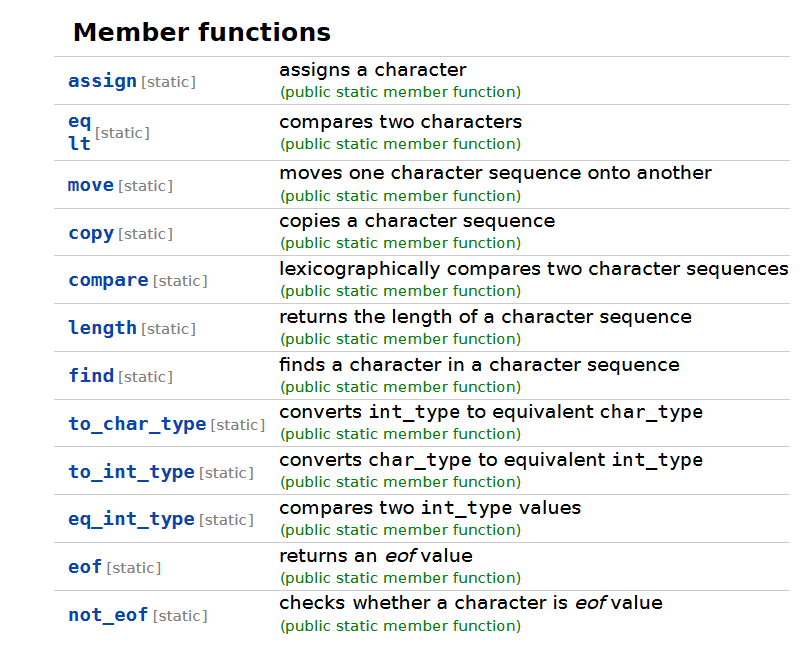 Member functions
assign [static] assigns a character
(public static member function)
eq
lt [static] compares two characters
(public static member function)
move [static] moves one character sequence onto another
(public static member function)
copy [static] copies a character sequence
(public static member function)
compare [static] lexicographically compares two character sequences
(public static member function)
length [static] returns the length of a character sequence
(public static member function)
find [static] finds a character in a character sequence
(public static member function)
to_char_type [static] converts int_type to equivalent char_type
(public static member function)
to_int_type [static] converts char_type to equivalent int_type
(public static member function)
eq_int_type [static] compares two int_type values
(public static member function)
eof [static] returns an eof value
(public static member function)
not_eof [static] checks whether a character is eof value
(public static member function)